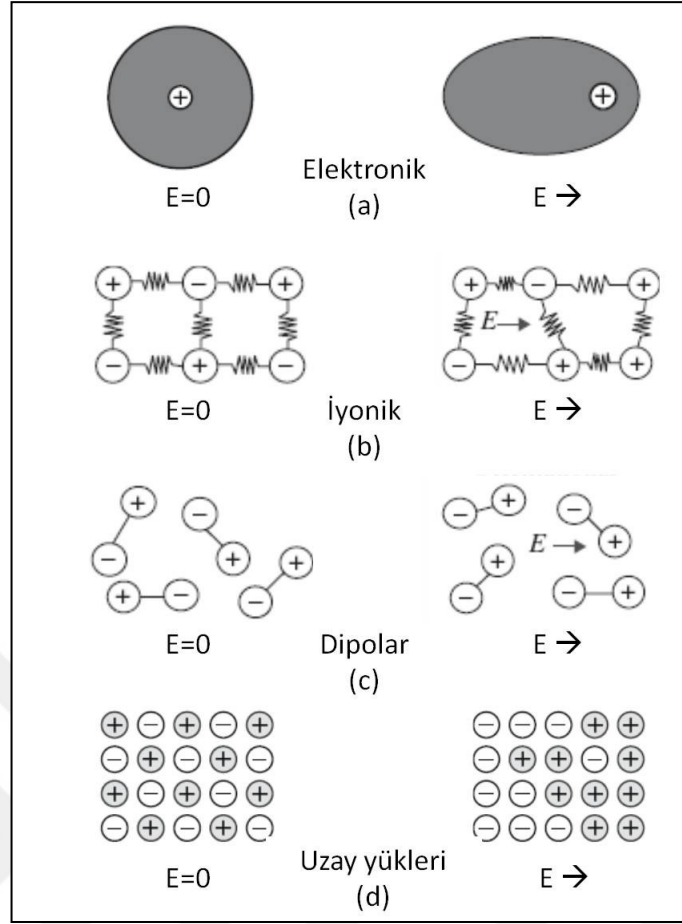 + +
Elektronik
E=0 E →
(a)
+ − + + − +
E →
− + − − + +
E=0 İyonik E →
(b)
+ − − + −
+ E → +
− + + +
+ − − − − +
E=0 Dipolar E →
(c)
+ − + − + − − − + +
− + − + − − + + − +
+ − + − + − − + + +
− + − + − − − − + +
E=0 Uzay yükleri E →
(d)